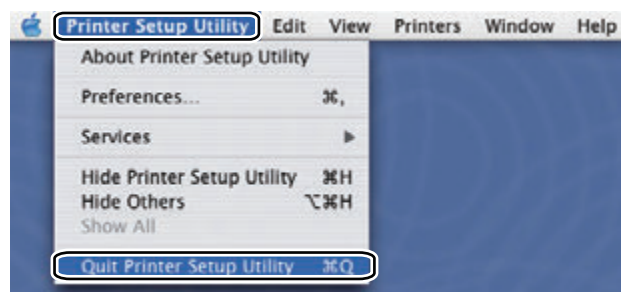 Printer Setup Utility Edit View Printers Window Help
About Printer Setup Utility
Preferences... ⌘,
Services ▶
Hide Printer Setup Utility ⌘H
Hide Others ⌥⌘H
Show All
Quit Printer Setup Utility ⌘Q